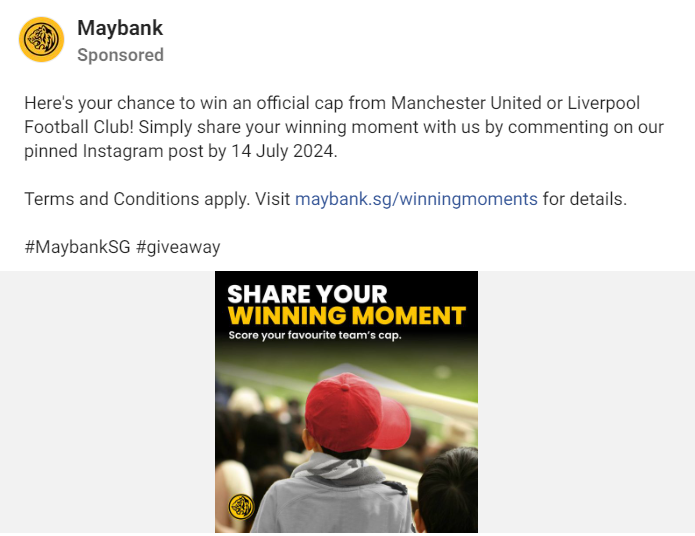 Maybank
Sponsored
Here's your chance to win an official cap from Manchester United or Liverpool
Football Club! Simply share your winning moment with us by commenting on our
pinned Instagram post by 14 July 2024.
Terms and Conditions apply. Visit maybank.sg/winningmoments for details.
#MaybankSG #giveaway
SHARE YOUR
WINNING MOMENT
Score your favourite team's cap.